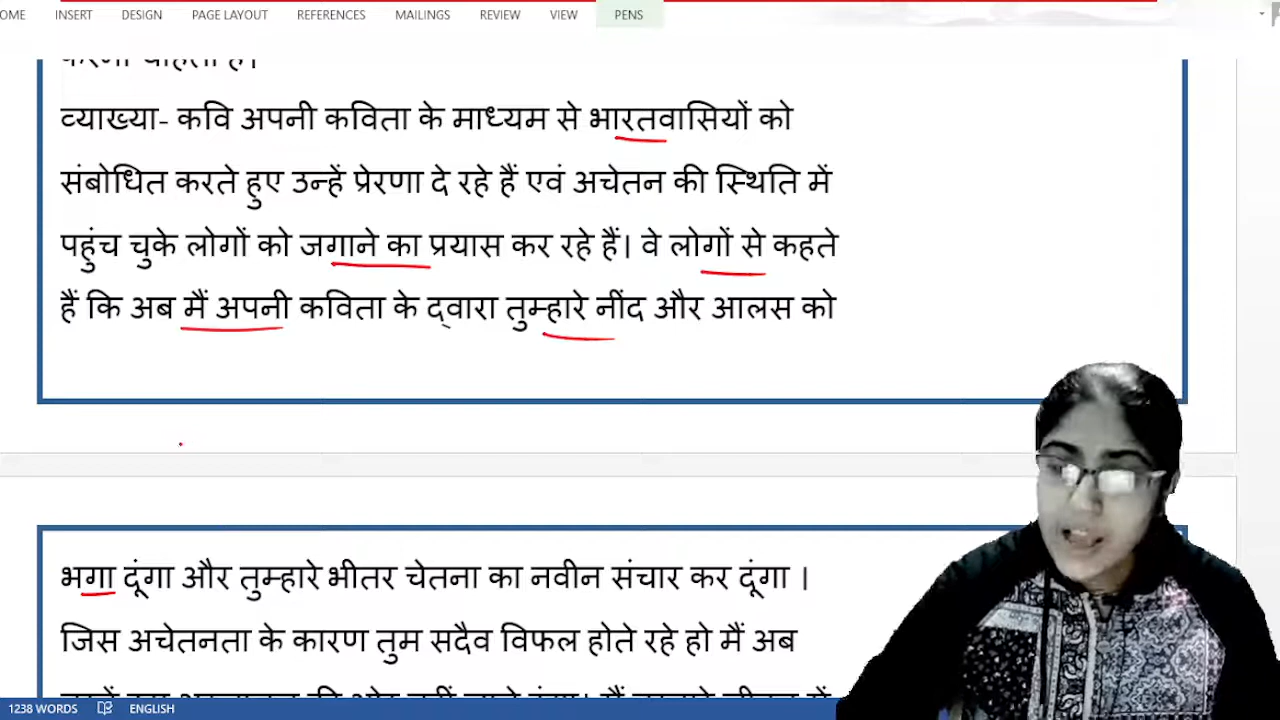 OME INSERT DESIGN PAGE LAYOUT REFERENCES MAILINGS REVIEW VIEW PENS
व्याख्या- कवि अपनी कविता के माध्यम से भारतवासियों को
संबोधित करते हुए उन्हें प्रेरणा दे रहे हैं एवं अचेतन की स्थिति में
पहुंच चुके लोगों को जगाने का प्रयास कर रहे हैं। वे लोगों से कहते
हैं कि अब मैं अपनी कविता के द्वारा तुम्हारे नींद और आलस को
भगा दूंगा और तुम्हारे भीतर चेतना का नवीन संचार कर दूंगा ।
जिस अचेतनता के कारण तुम सदैव विफल होते रहे हो मैं अब
1238 WORDS ENGLISH